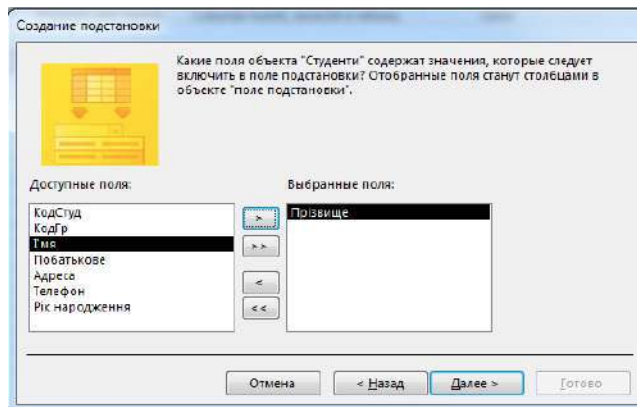 Создание подстановки
Какие поля объекта "Студенти" содержат значения, которые следует
включить в поле подстановки? Отобранные поля станут столбцами в
объекте "поле подстановки".
Доступные поля:
Выбранные поля:
КодСтуд
КодГр
Імя
Побатькове
Адреса
Телефон
Рік народження
Прізвище
>
>>
<
<<
Отмена
< Назад
Далее >
Готово